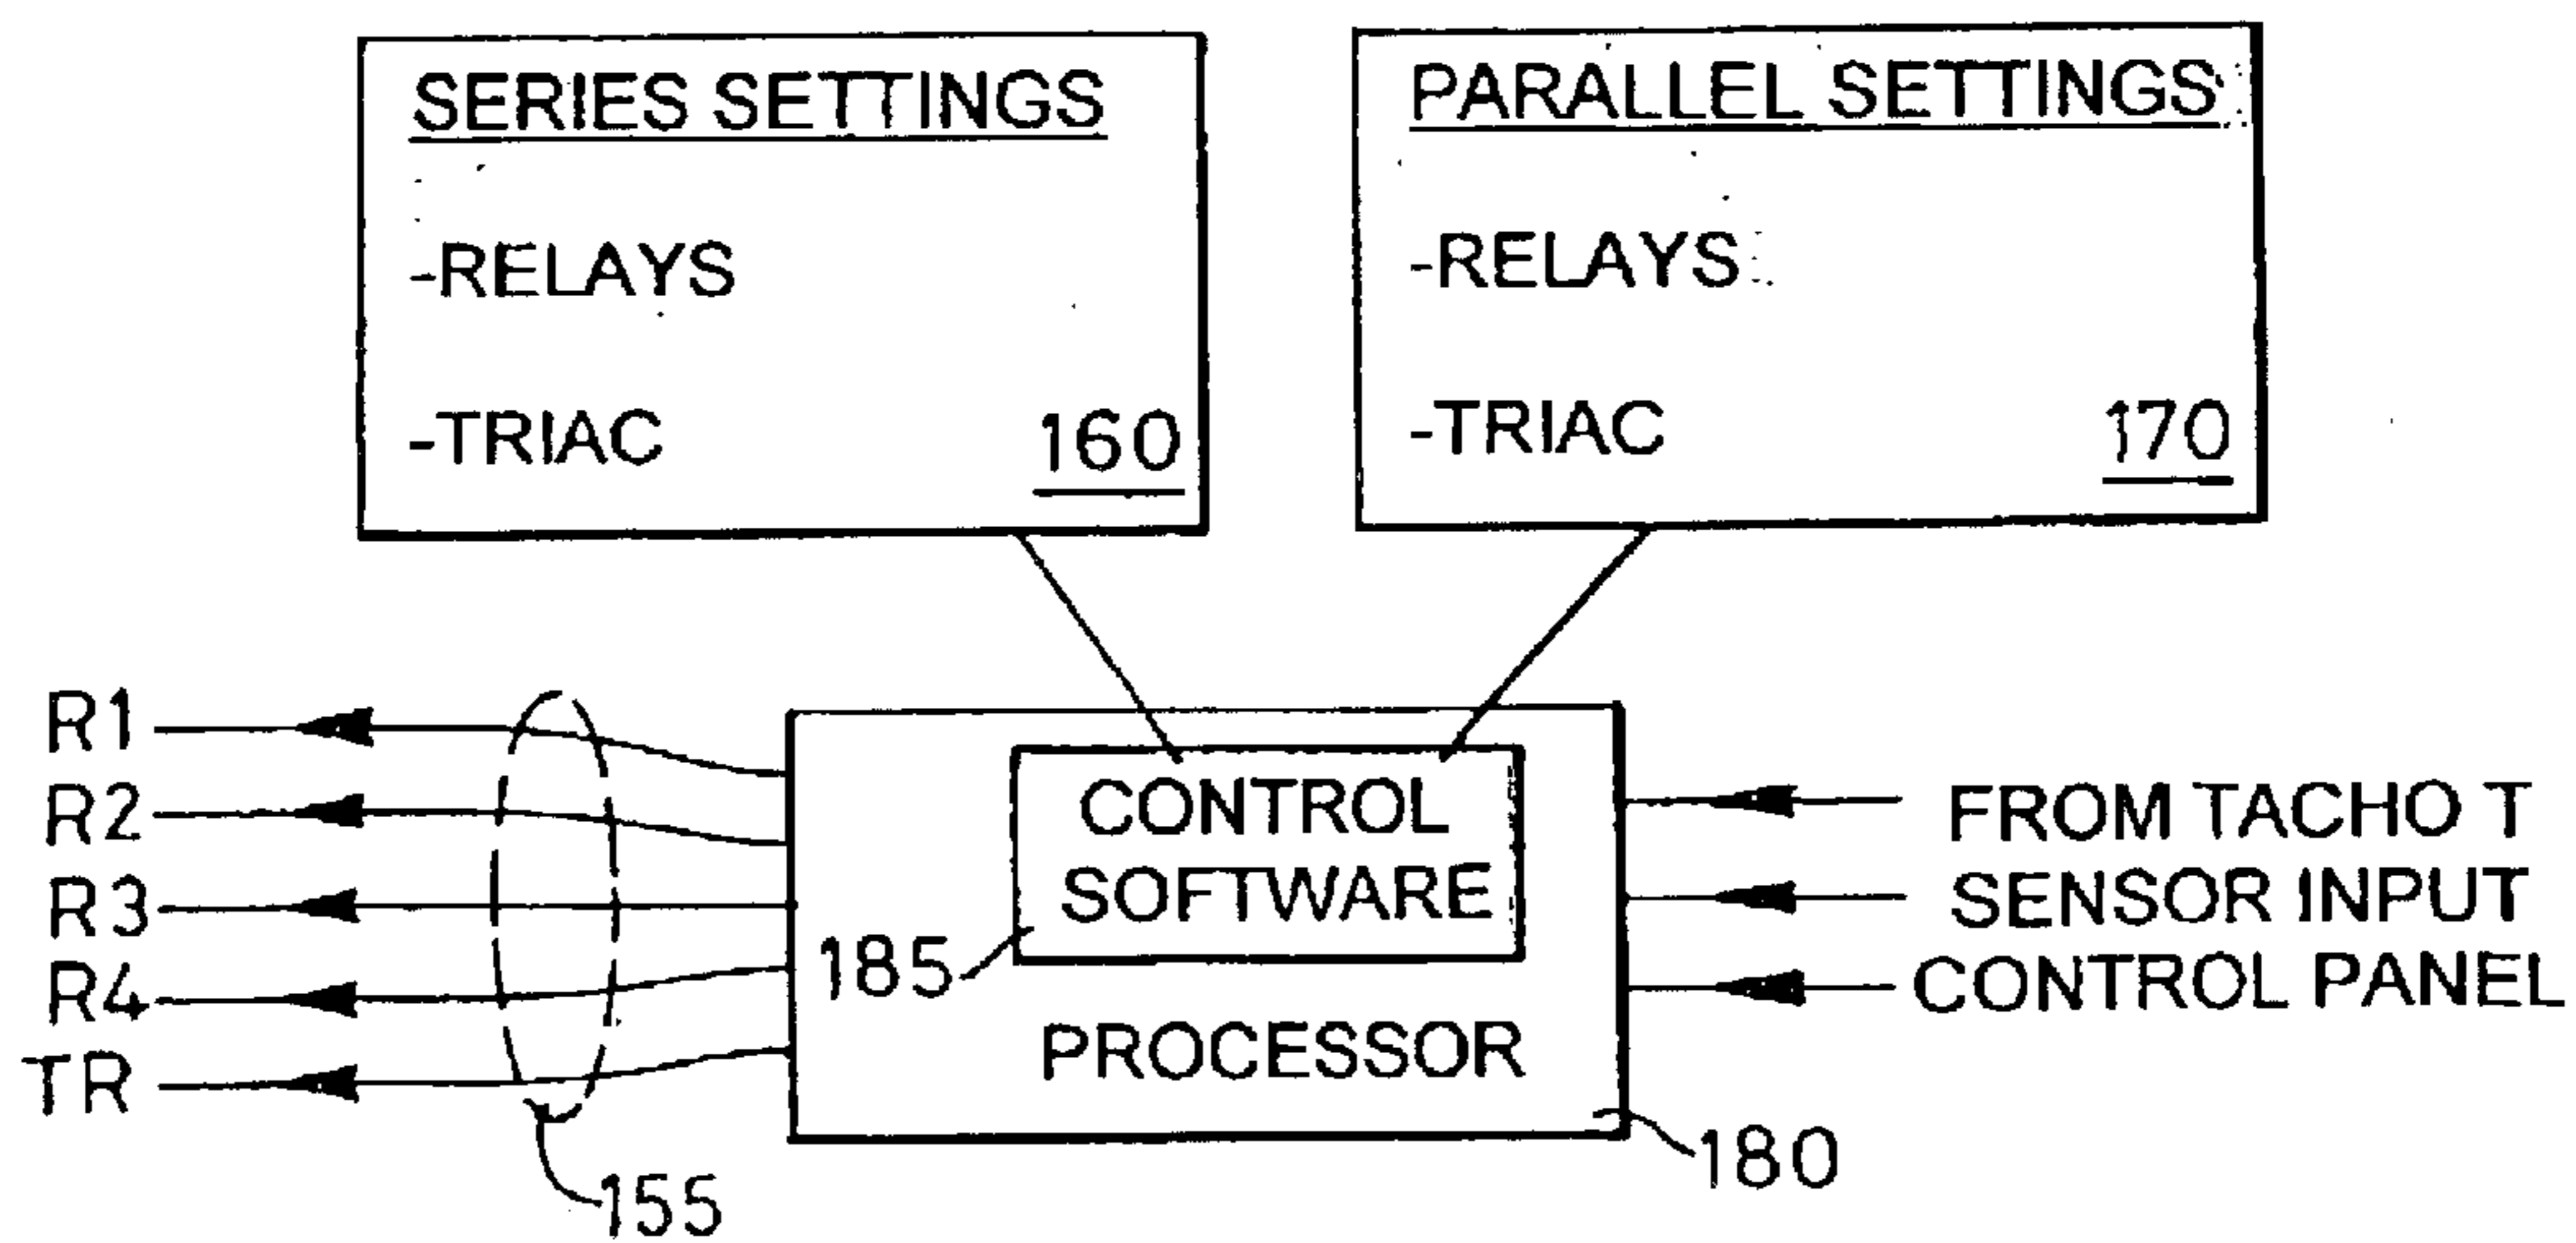 SERIES SETTINGS
-RELAYS
-TRIAC
160
PARALLEL SETTINGS
-RELAYS
-TRIAC
170
R1
R2
R3
R4
TR
155
CONTROL
SOFTWARE
185
PROCESSOR
180
FROM TACHO T
SENSOR INPUT
CONTROL PANEL